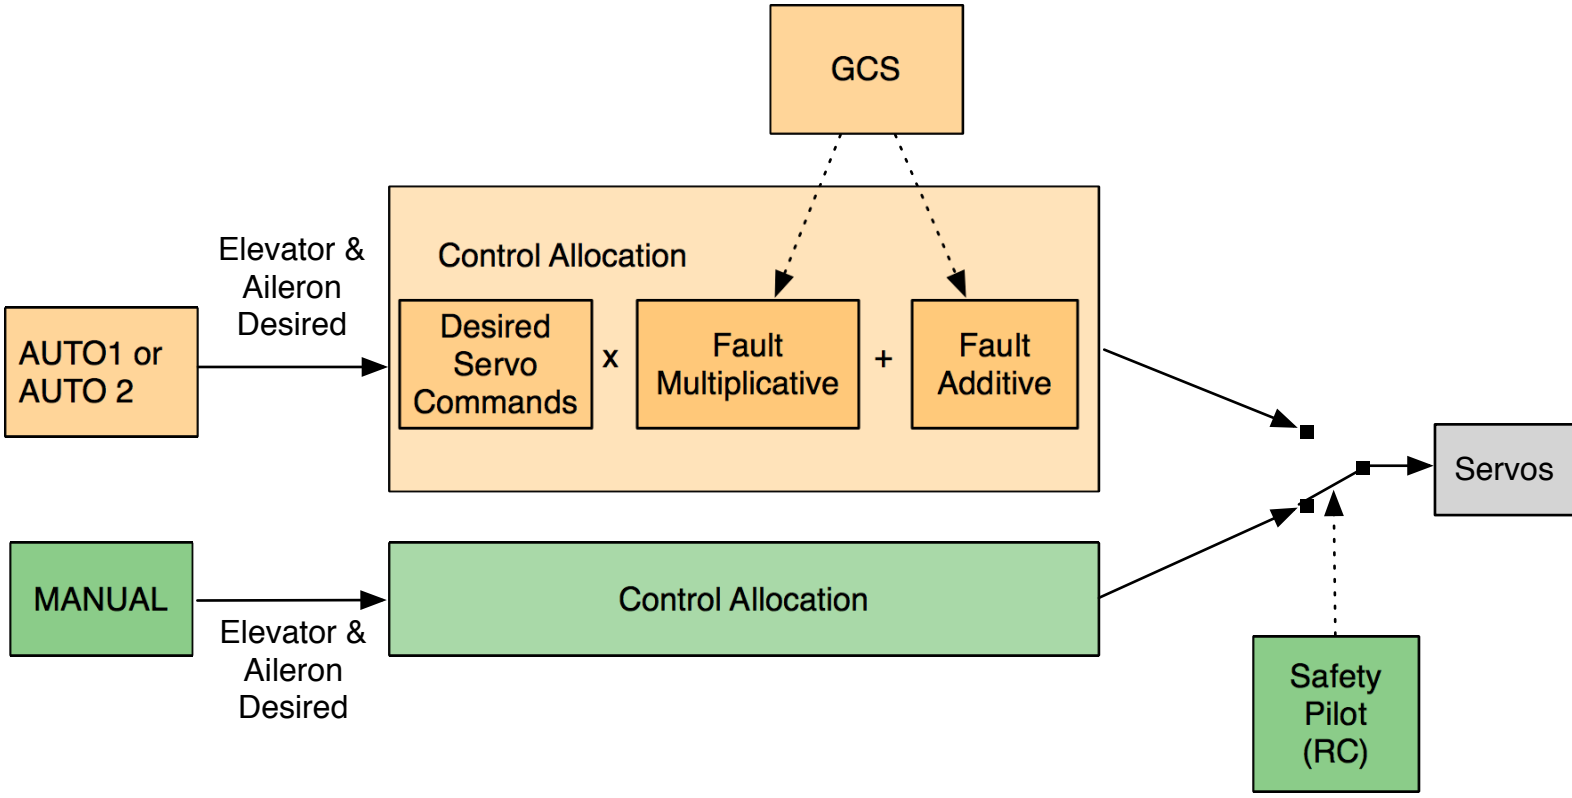 GCS
Elevator &
Aileron
Desired
Control Allocation
AUTO1 or
AUTO 2
Desired
Servo
Commands
x
Fault
Multiplicative
+
Fault
Additive
Servos
MANUAL
Elevator &
Aileron
Desired
Control Allocation
Safety
Pilot
(RC)